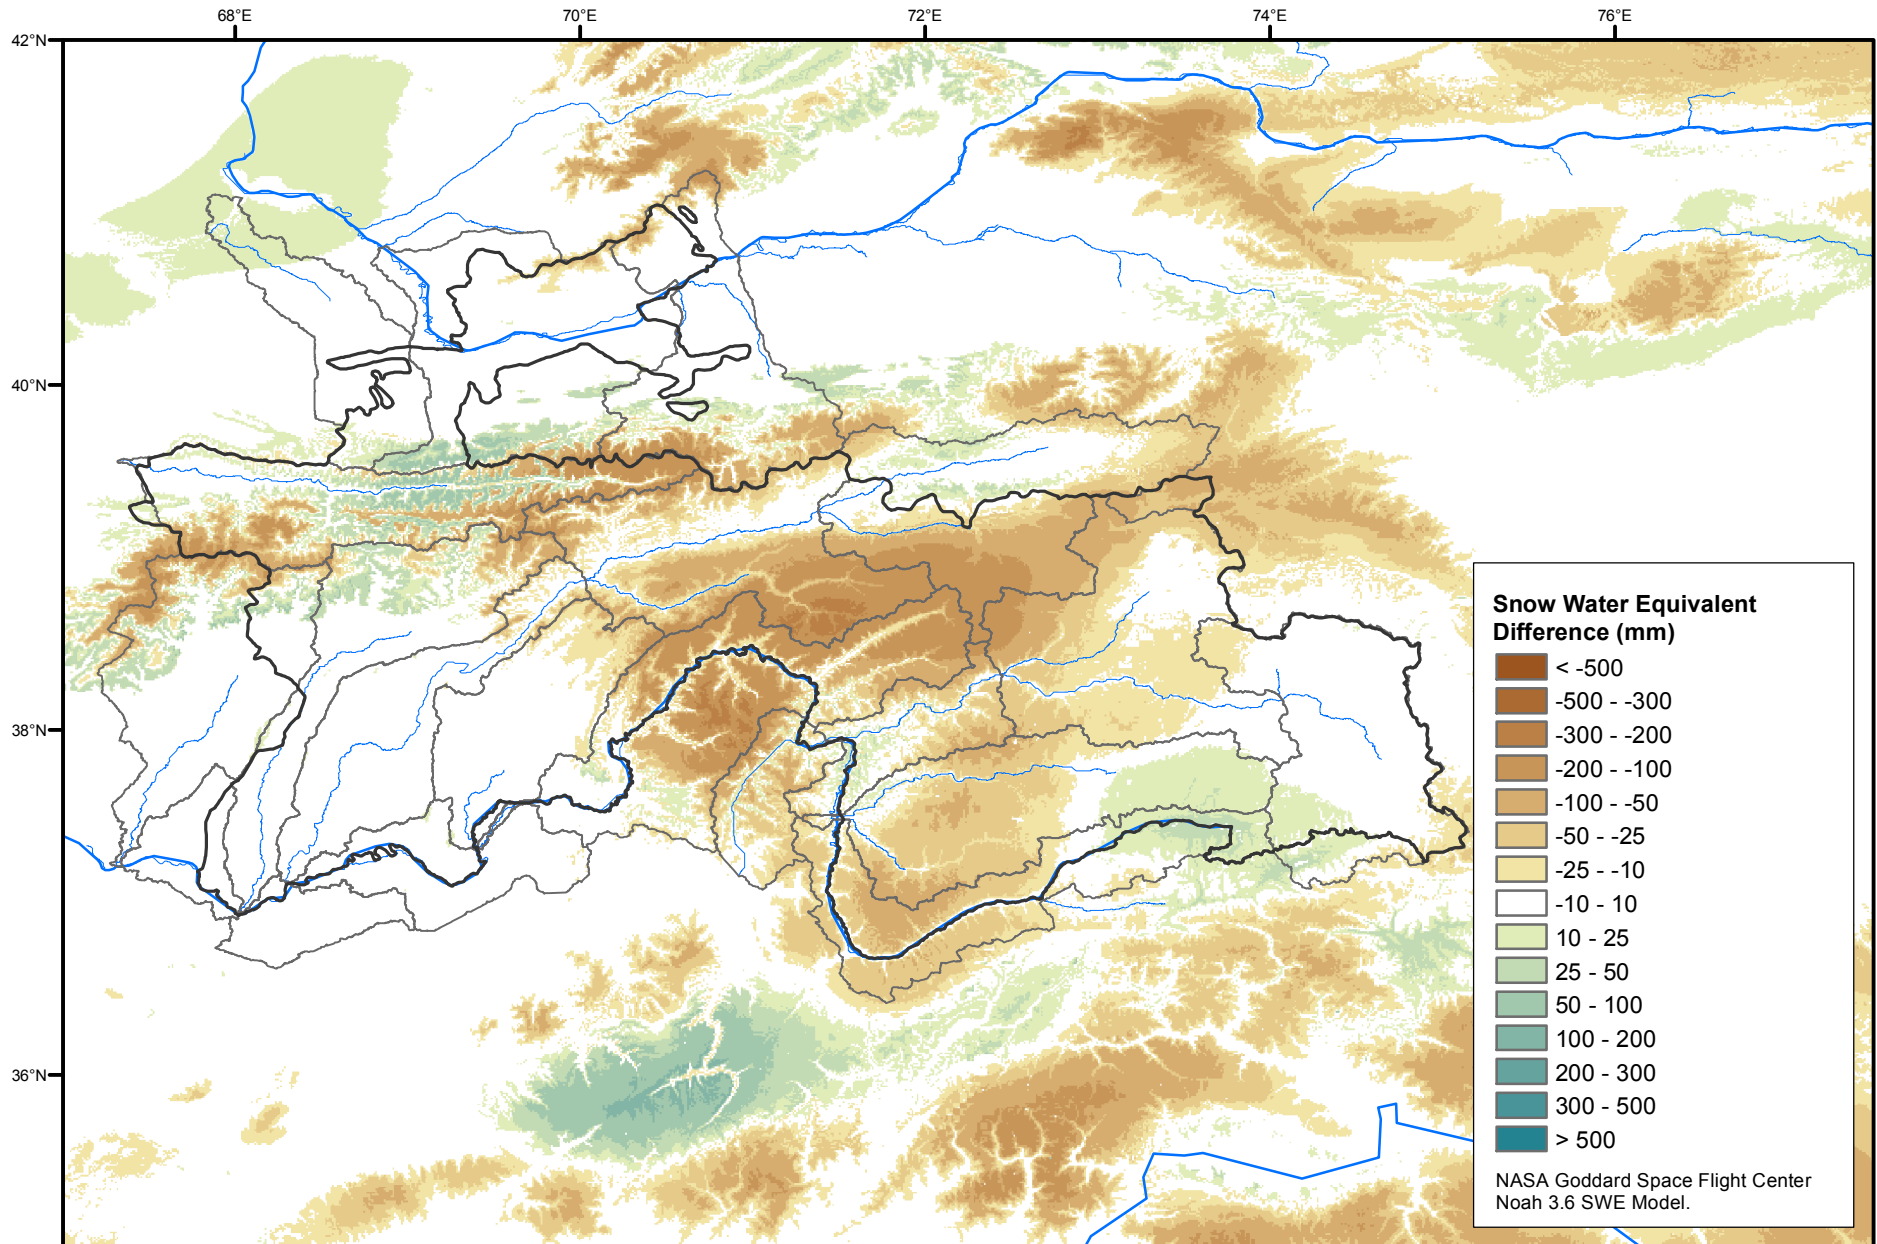 68°E 70°E 72°E 74°E 76°E
42°N
40°N
38°N
36°N
Snow Water Equivalent
Difference (mm)
< -500
-500 - -300
-300 - -200
-200 - -100
-100 - -50
-50 - -25
-25 - -10
-10 - 10
10 - 25
25 - 50
50 - 100
100 - 200
200 - 300
300 - 500
> 500
NASA Goddard Space Flight Center
Noah 3.6 SWE Model.